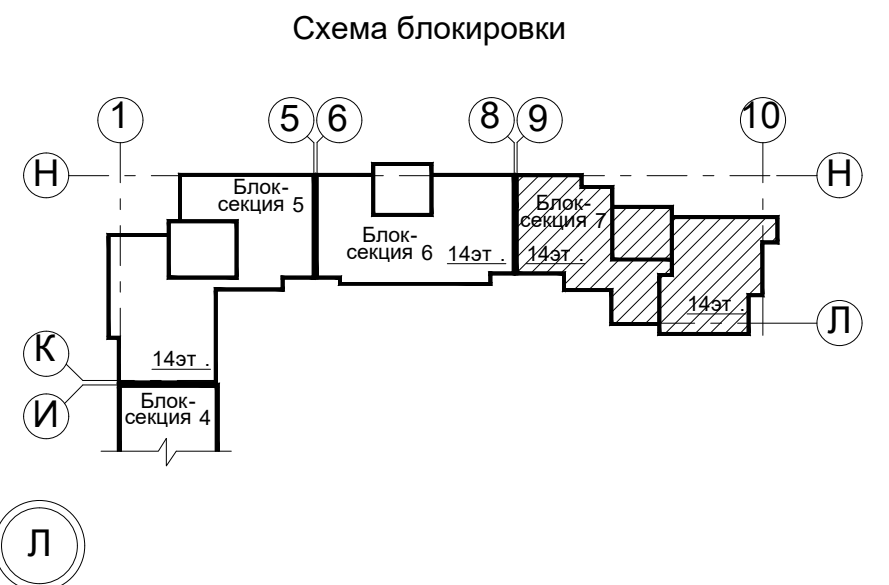 Схема блокировки
1
5 6
8 9
10
Н
Н
Блок-
секция 5
Блок-
секция 6
14эт .
Блок-
секция 7
14эт .
14эт .
Л
К
14эт .
И
Блок-
секция 4
Л